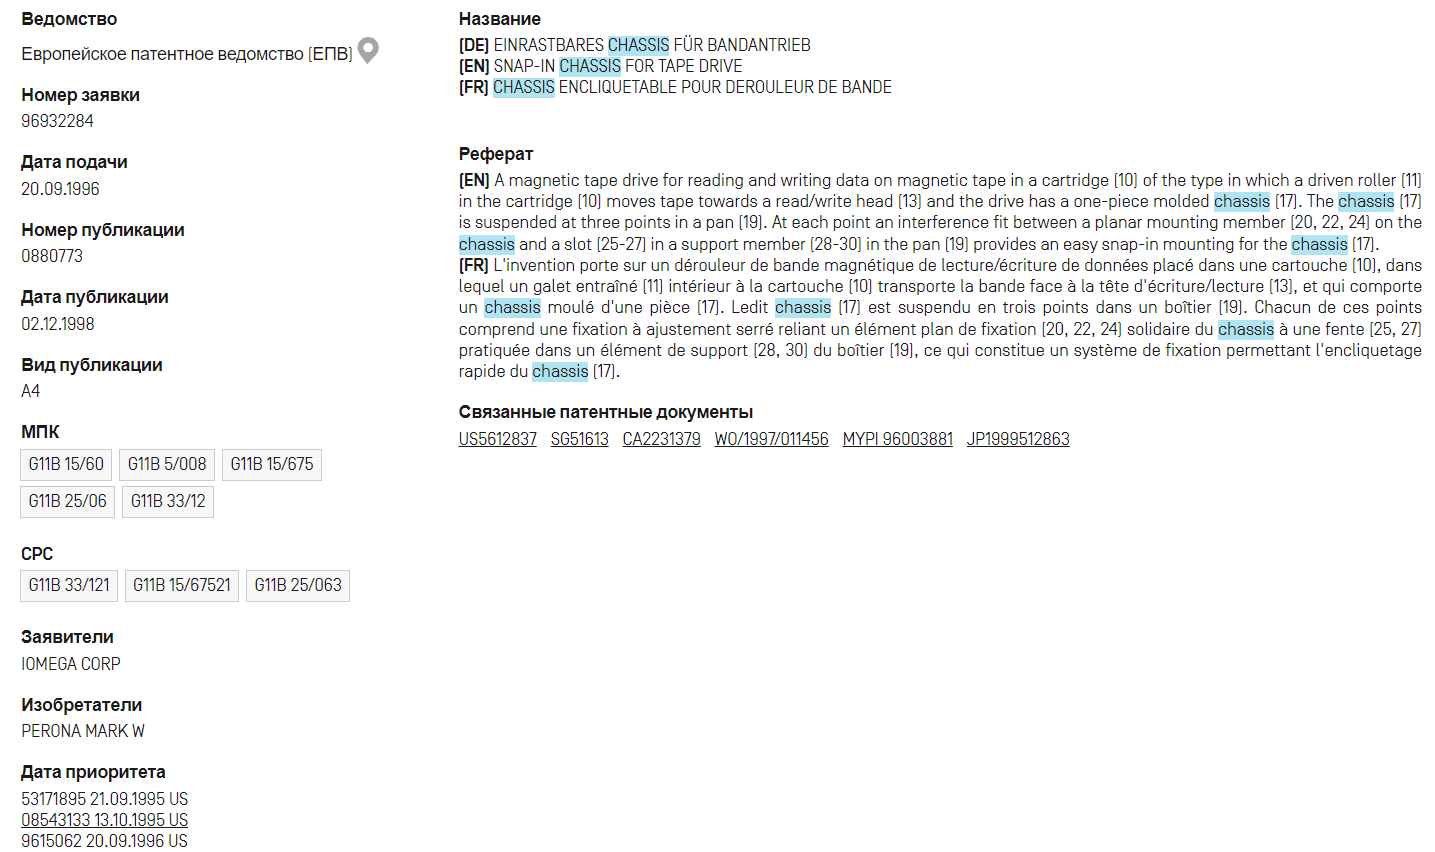 Ведомство
Европейское патентное ведомство (ЕПВ)
Номер заявки
96932284
Дата подачи
20.09.1996
Номер публикации
0880773
Дата публикации
02.12.1998
Вид публикации
A4
МПК
G11B 15/60 G11B 5/008 G11B 15/675
G11B 25/06 G11B 33/12
CPC
G11B 33/121 G11B 15/67521 G11B 25/063
Заявители
IOMEGA CORP
Изобретатели
PERONA MARK W
Дата приоритета
53171895 21.09.1995 US
08543133 13.10.1995 US
9615062 20.09.1996 US
Название
(DE) EINRASTBARES CHASSIS FÜR BANDANTRIEB
(EN) SNAP-IN CHASSIS FOR TAPE DRIVE
(FR) CHASSIS ENCLIQUETABLE POUR DEROULEUR DE BANDE
Реферат
(EN) A magnetic tape drive for reading and writing data on magnetic tape in a cartridge (10) of the type in which a driven roller (11)
in the cartridge (10) moves tape towards a read/write head (13) and the drive has a one-piece molded chassis (17). The chassis (17)
is suspended at three points in a pan (19). At each point an interference fit between a planar mounting member (20, 22, 24) on the
chassis and a slot (25-27) in a support member (28-30) in the pan (19) provides an easy snap-in mounting for the chassis (17).
(FR) L'invention porte sur un dérouleur de bande magnétique de lecture/écriture de données placé dans une cartouche (10), dans
lequel un galet entraîné (11) intérieur à la cartouche (10) transporte la bande face à la tête d'écriture/lecture (13), et qui comporte
un chassis moulé d'une pièce (17). Ledit chassis (17) est suspendu en trois points dans un boîtier (19). Chacun de ces points
comprend une fixation à ajustement serré reliant un élément plan de fixation (20, 22, 24) solidaire du chassis à une fente (25, 27)
pratiquée dans un élément de support (28, 30) du boîtier (19), ce qui constitue un système de fixation permettant l'encliquetage
rapide du chassis (17).
Связанные патентные документы
US5612837 SG51613 CA2231379 WO/1997/011456 MYPI 96003881 JP1999512863